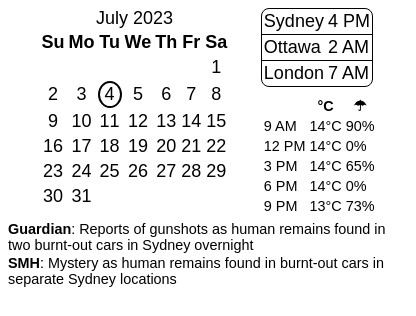 July 2023
Su Mo Tu We Th Fr Sa
1
2 3 4 5 6 7 8
9 10 11 12 13 14 15
16 17 18 19 20 21 22
23 24 25 26 27 28 29
30 31
Sydney 4 PM
Ottawa 2 AM
London 7 AM
°C ☂
9 AM 14°C 90%
12 PM 14°C 0%
3 PM 14°C 65%
6 PM 14°C 0%
9 PM 13°C 73%
Guardian: Reports of gunshots as human remains found in
two burnt-out cars in Sydney overnight
SMH: Mystery as human remains found in burnt-out cars in
separate Sydney locations